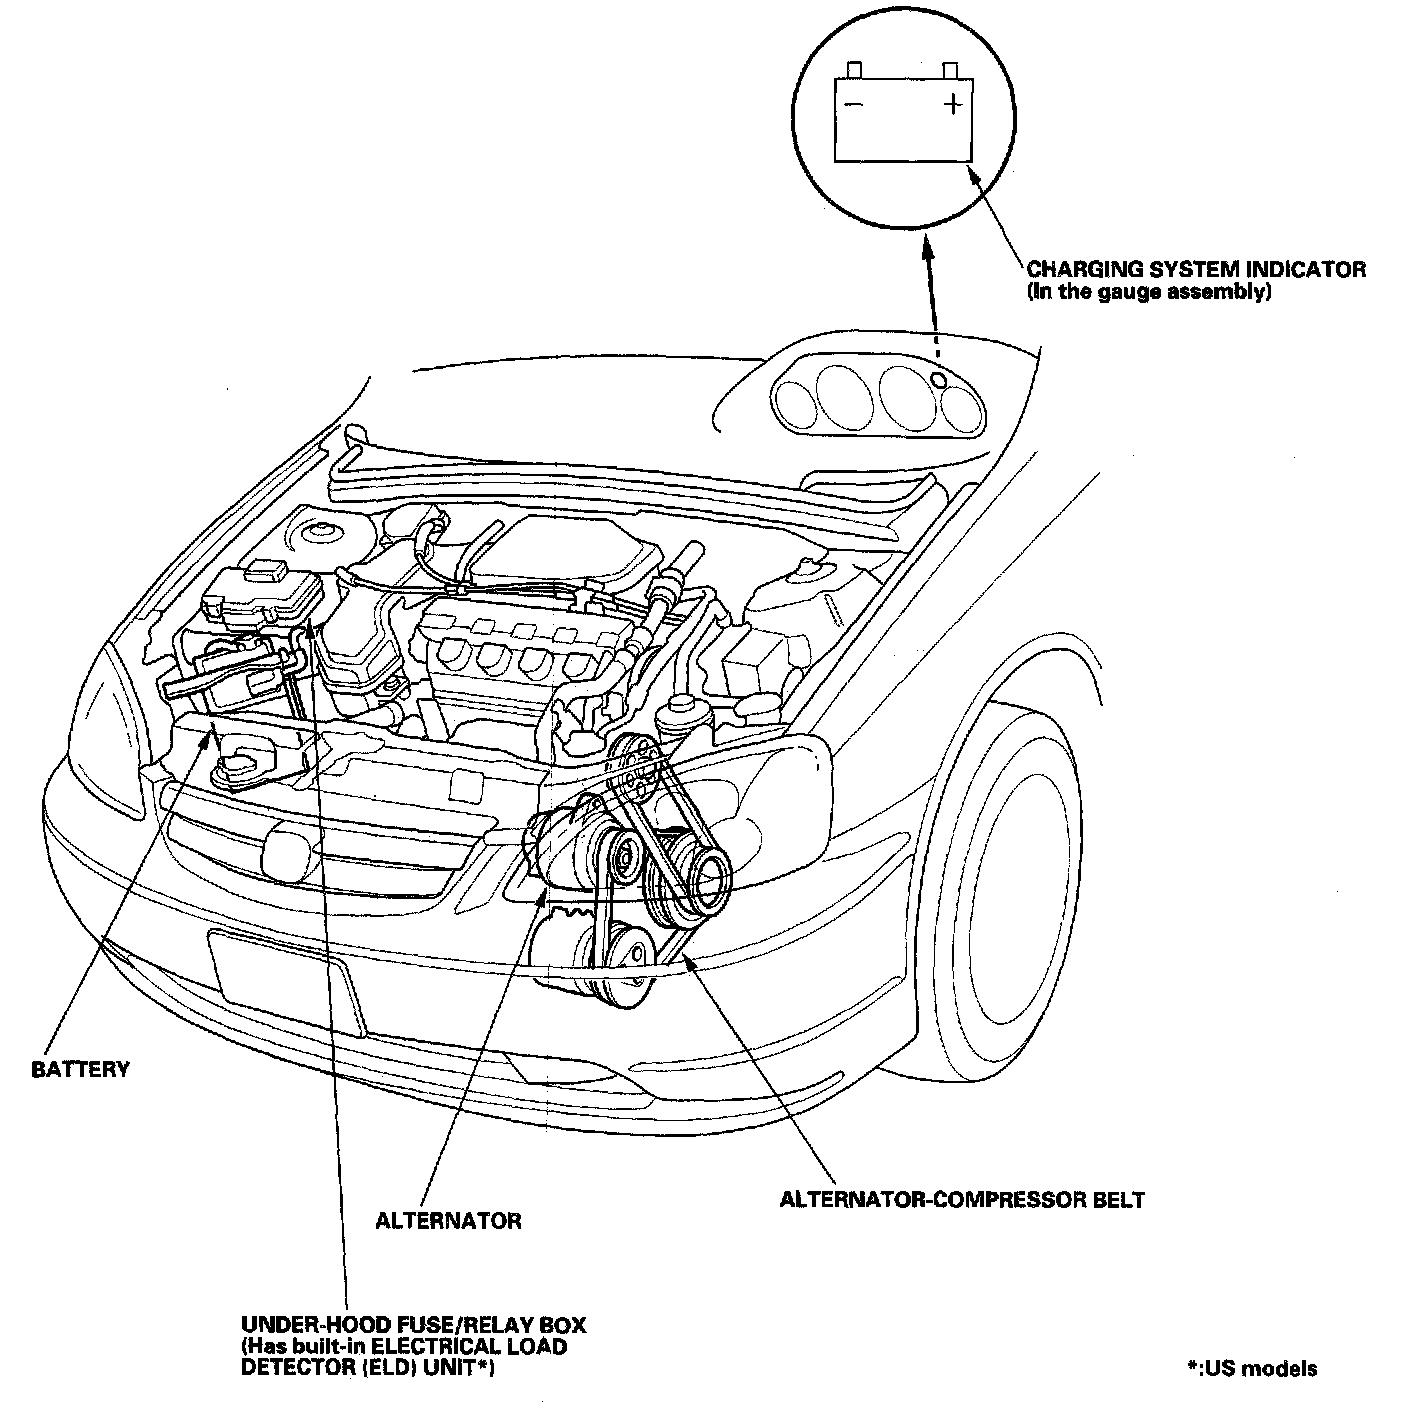 - +
CHARGING SYSTEM INDICATOR
(In the gauge assembly)
BATTERY
ALTERNATOR-COMPRESSOR BELT
ALTERNATOR
UNDER-HOOD FUSE/RELAY BOX
(Has built-in ELECTRICAL LOAD
DETECTOR (ELD) UNIT*)
*:US models